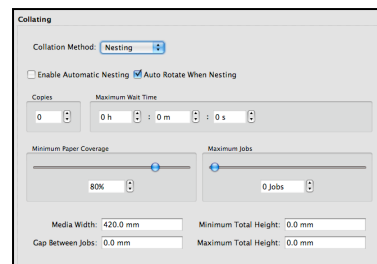 Collating
Collation Method: Nesting
Enable Automatic Nesting Auto Rotate When Nesting
Copies Maximum Wait Time
0 0 h : 0 m : 0 s
Minimum Paper Coverage Maximum Jobs
80% 0 Jobs
Media Width: 420.0 mm Minimum Total Height: 0.0 mm
Gap Between Jobs: 0.0 mm Maximum Total Height: 0.0 mm